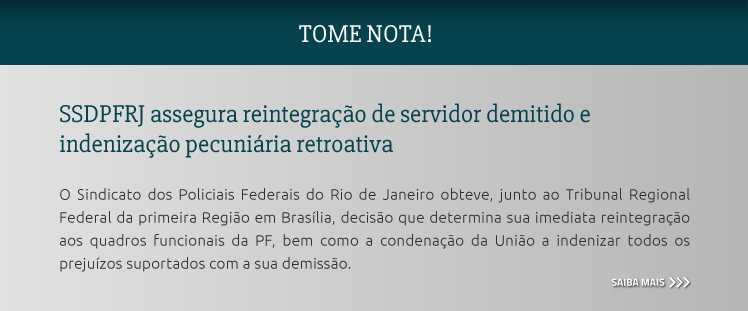 TOME NOTA!
SSDPFRJ assegura reintegração de servidor demitido e
indenização pecuniária retroativa
O Sindicato dos Policiais Federais do Rio de Janeiro obteve, junto ao Tribunal Regional
Federal da primeira Região em Brasília, decisão que determina sua imediata reintegração
aos quadros funcionais da PF, bem como a condenação da União a indenizar todos os
prejuízos suportados com a sua demissão.
SAIBA MAIS